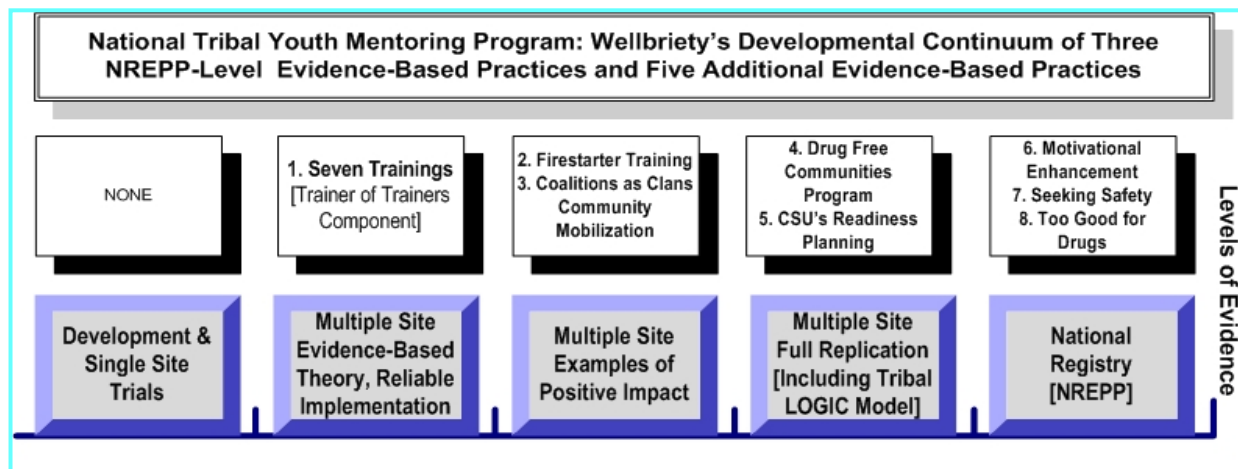 National Tribal Youth Mentoring Program: Wellbriety's Developmental Continuum of Three
NREPP-Level Evidence-Based Practices and Five Additional Evidence-Based Practices
NONE
1. Seven Trainings
[Trainer of Trainers
Component]
2. Firestarter Training
3. Coalitions as Clans
Community
Mobilization
4. Drug Free
Communities
Program
5. CSU's Readiness
Planning
6. Motivational
Enhancement
7. Seeking Safety
8. Too Good for
Drugs
Development &
Single Site
Trials
Multiple Site
Evidence-Based
Theory, Reliable
Implementation
Multiple Site
Examples of
Positive Impact
Multiple Site
Full Replication
[Including Tribal
LOGIC Model]
National
Registry
[NREPP]
Levels of Evidence